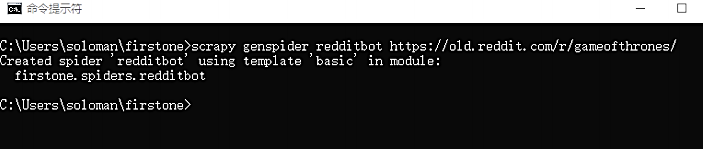 命令提示符
C:\Users\soloman\firstone>scrapy genspider redditbot https://old.reddit.com/r/gameofthrones/
Created spider 'redditbot' using template 'basic' in module:
  firstone.spiders.redditbot
C:\Users\soloman\firstone>